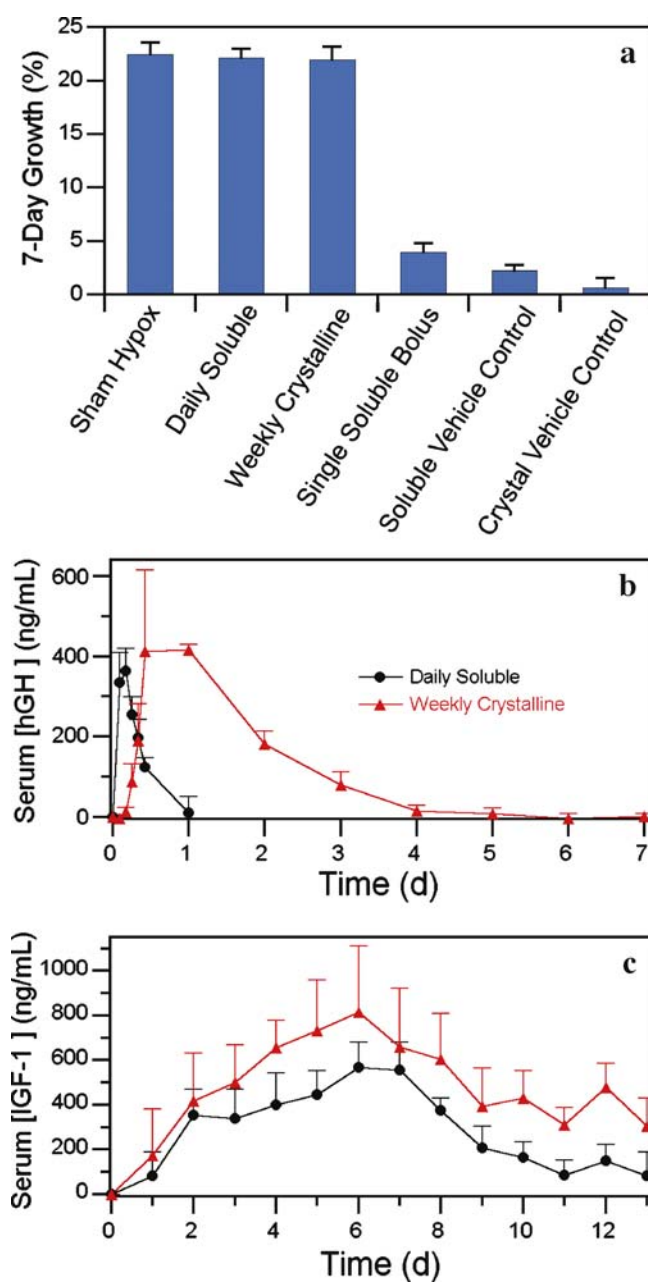 a
7-Day Growth (%)
25
20
15
10
5
0
Sham Hypox
Daily Soluble
Weekly Crystalline
Single Soluble Bolus
Soluble Vehicle Control
Crystal Vehicle Control
b
Serum [hGH ] (ng/mL)
600
400
200
0
Daily Soluble
Weekly Crystalline
0 1 2 3 4 5 6 7
Time (d)
c
Serum [IGF-1 ] (ng/mL)
1000
800
600
400
200
0
0 2 4 6 8 10 12
Time (d)